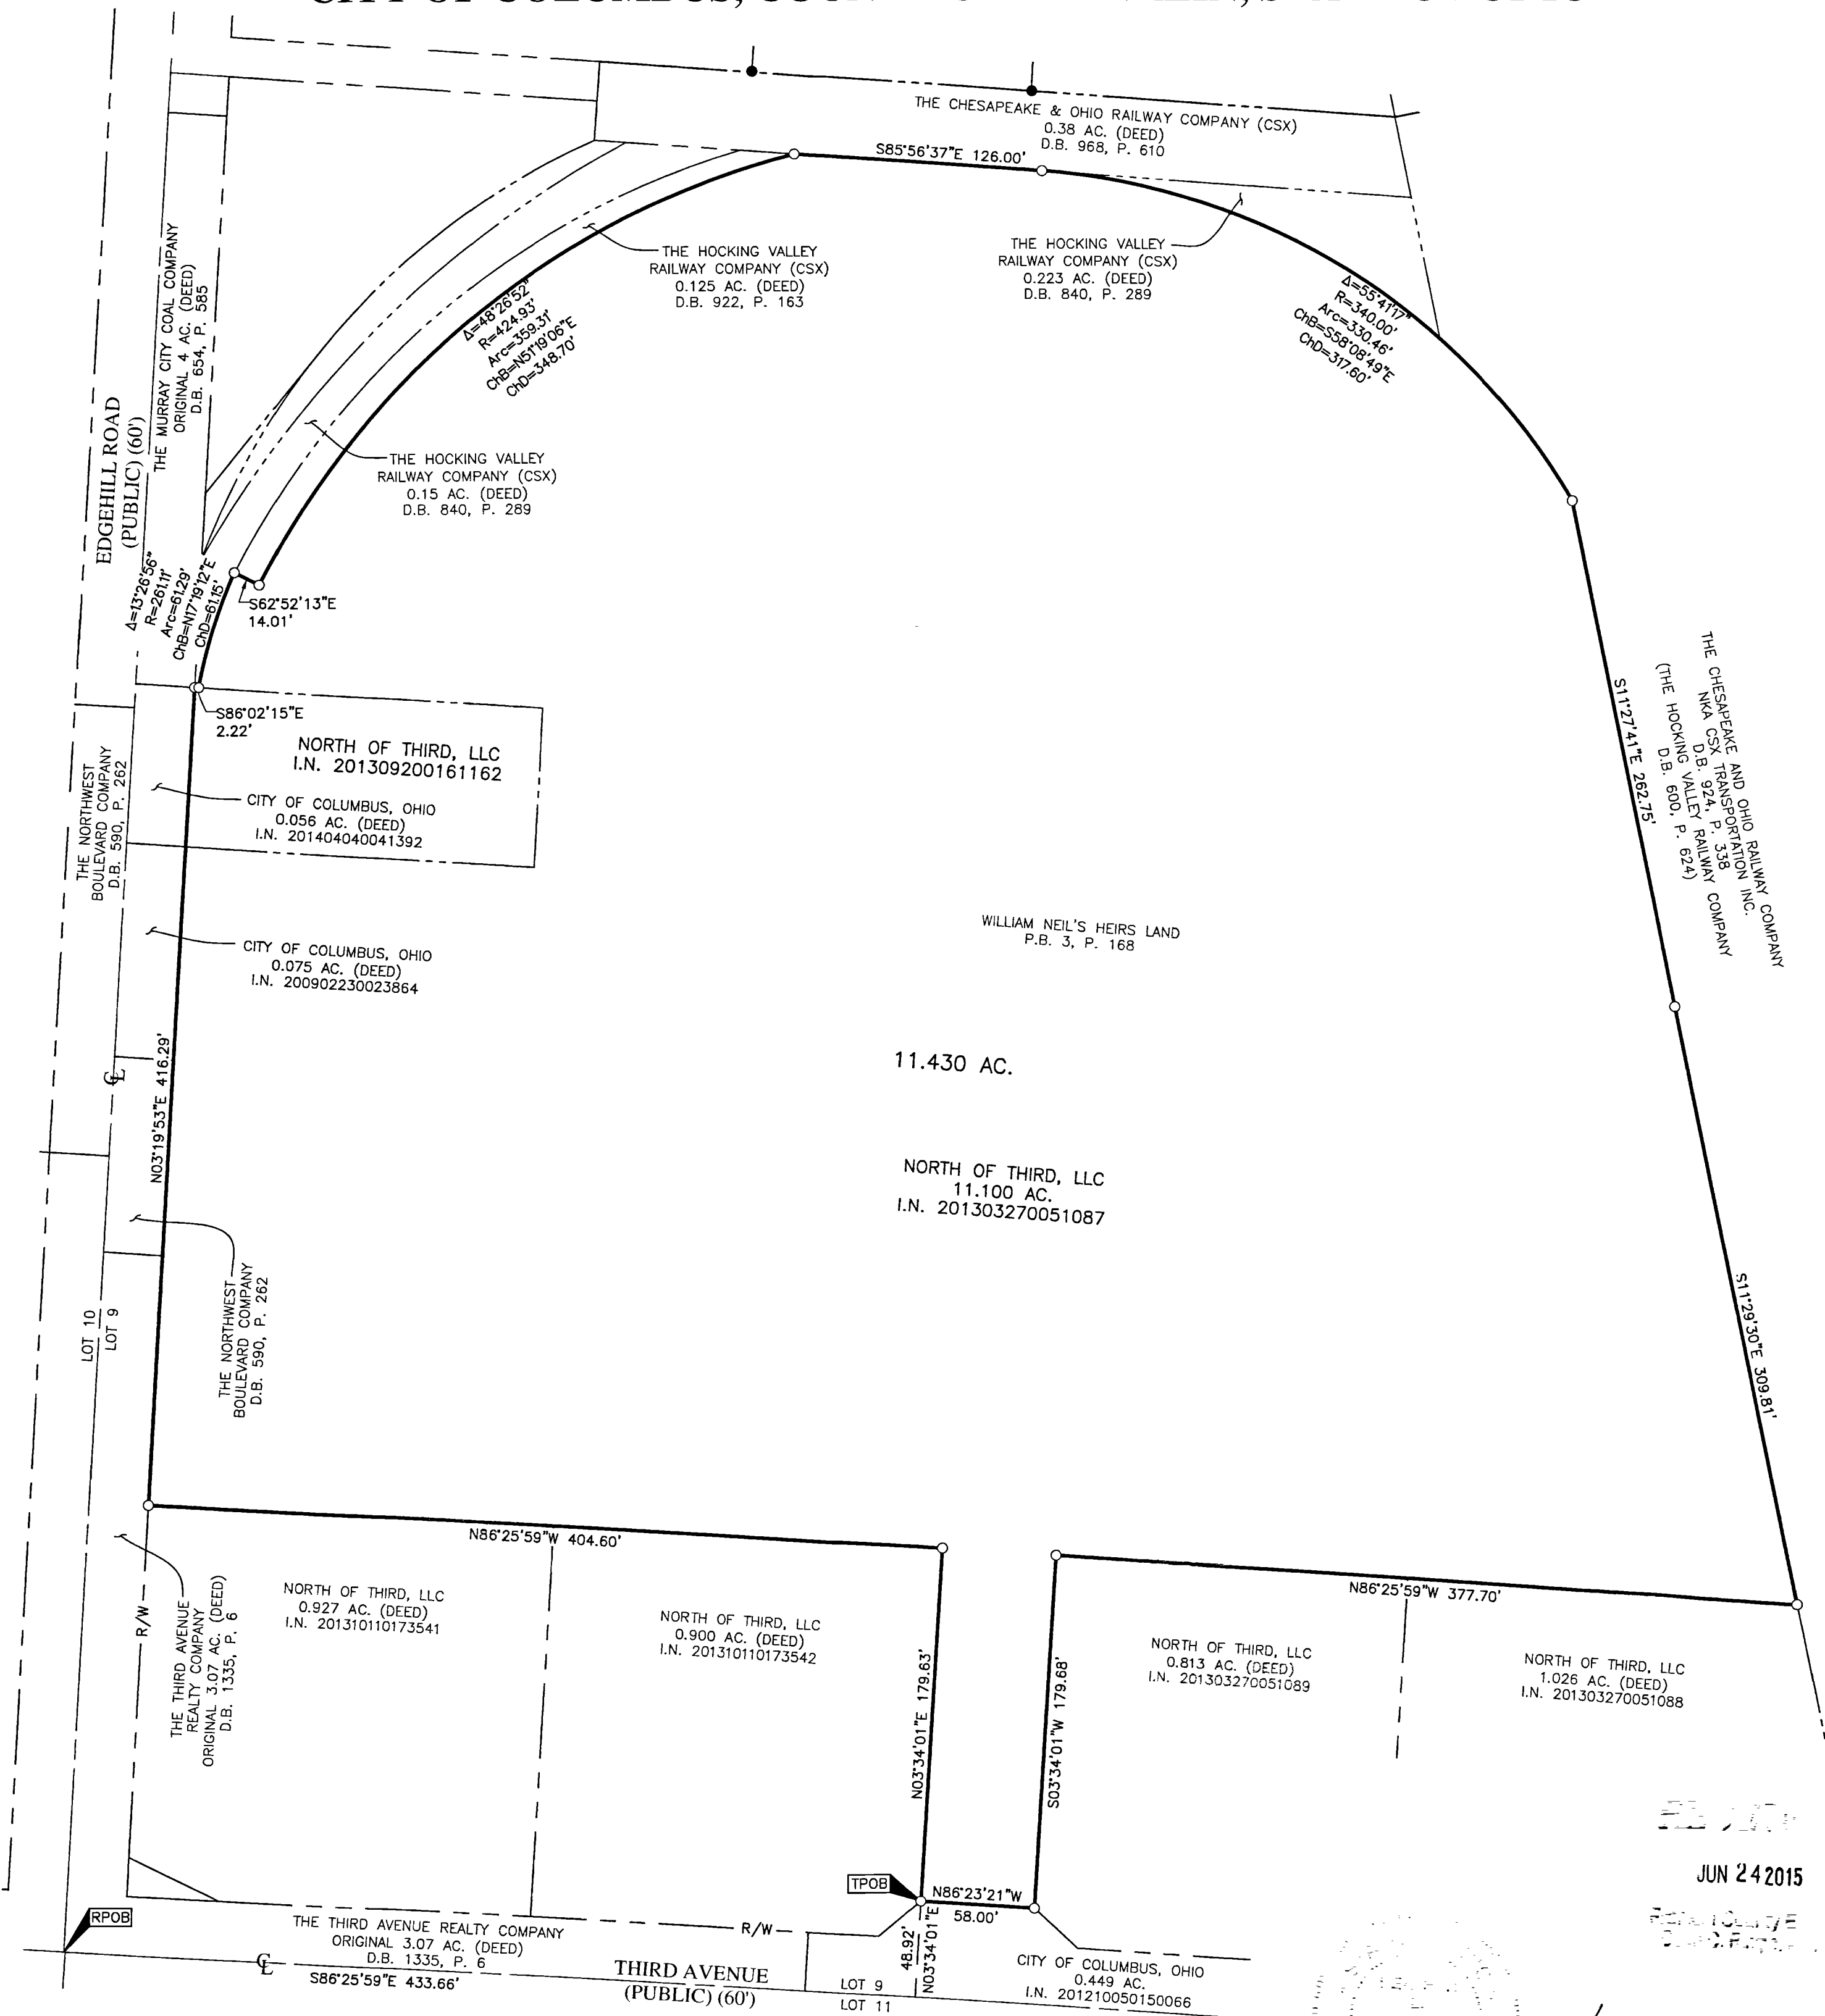 THE CHESAPEAKE & OHIO RAILWAY COMPANY (CSX)
0.38 AC. (DEED)
D.B. 968, P. 610
S85°56'37"E 126.00'
THE HOCKING VALLEY
RAILWAY COMPANY (CSX)
0.125 AC. (DEED)
D.B. 922, P. 163
THE HOCKING VALLEY
RAILWAY COMPANY (CSX)
0.223 AC. (DEED)
D.B. 840, P. 289
Δ=55°41'17"
R=340.00'
Arc=330.46'
ChB=S58°08'49"E
ChD=317.60'
Δ=48°26'52"
R=424.93'
Arc=359.31'
ChB=N51°19'06"E
ChD=348.70'
THE MURRAY CITY COAL COMPANY
ORIGINAL 4 AC. (DEED)
D.B. 654, P. 585
EDGEHILL ROAD
(PUBLIC) (60')
THE HOCKING VALLEY
RAILWAY COMPANY (CSX)
0.15 AC. (DEED)
D.B. 840, P. 289
Δ=13°26'56"
R=261.11'
Arc=61.29'
ChB=N17°19'12"E
ChD=61.15'
S62°52'13"E
14.01'
S86°02'15"E
2.22'
NORTH OF THIRD, LLC
I.N. 201309200161162
THE NORTHWEST
BOULEVARD COMPANY
D.B. 590, P. 262
CITY OF COLUMBUS, OHIO
0.056 AC. (DEED)
I.N. 201404040041392
CITY OF COLUMBUS, OHIO
0.075 AC. (DEED)
I.N. 200902230023864
S11°27'41"E 262.75'
THE CHESAPEAKE AND OHIO RAILWAY COMPANY
NKA CSX TRANSPORTATION INC.
D.B. 924, P. 338
(THE HOCKING VALLEY RAILWAY COMPANY
D.B. 600, P. 624)
WILLIAM NEIL'S HEIRS LAND
P.B. 3, P. 168
11.430 AC.
N03°19'53"E 416.29'
NORTH OF THIRD, LLC
11.100 AC.
I.N. 201303270051087
THE NORTHWEST
BOULEVARD COMPANY
D.B. 590, P. 262
LOT 10
LOT 9
S11°29'30"E 309.81'
N86°25'59"W 404.60'
N86°25'59"W 377.70'
R/W
THE THIRD AVENUE
REALTY COMPANY
ORIGINAL 3.07 AC. (DEED)
D.B. 1335, P. 6
NORTH OF THIRD, LLC
0.927 AC. (DEED)
I.N. 201310110173541
NORTH OF THIRD, LLC
0.900 AC. (DEED)
I.N. 201310110173542
N03°34'01"E 179.63'
S03°34'01"W 179.68'
NORTH OF THIRD, LLC
0.813 AC. (DEED)
I.N. 201303270051089
NORTH OF THIRD, LLC
1.026 AC. (DEED)
I.N. 201303270051088
JUN 24 2015
TPOB
N86°23'21"W
58.00'
RPOB
THE THIRD AVENUE REALTY COMPANY
ORIGINAL 3.07 AC. (DEED)
D.B. 1335, P. 6
R/W
48.92'
N03°34'01"E
CITY OF COLUMBUS, OHIO
0.449 AC.
I.N. 201210050150066
S86°25'59"E 433.66'
THIRD AVENUE
(PUBLIC) (60')
LOT 9
LOT 11